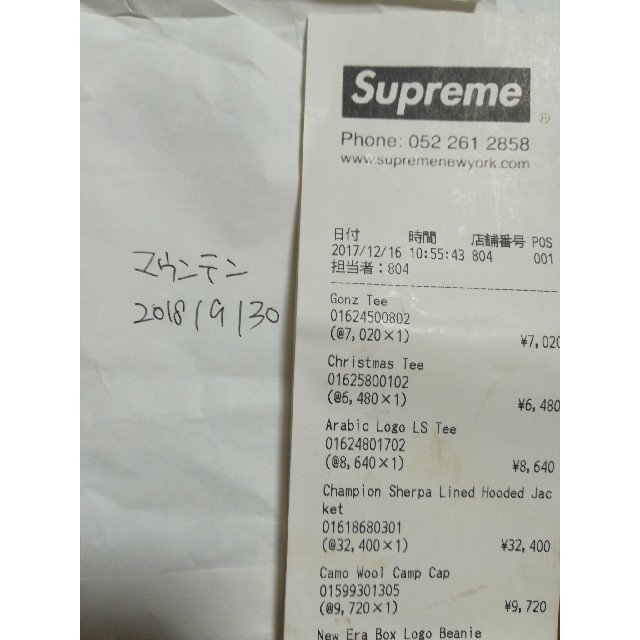 マウンテン
2018/9/30
Supreme®
Phone: 052 261 2858
www.supremenewyork.com
日付 時間 店舗番号 POS
2017/12/16 10:55:43 804 001
担当者:804
Gonz Tee
01624500802
(@7,020×1) ¥7,020
Christmas Tee
01625800102
(@6,480×1) ¥6,480
Arabic Logo LS Tee
01624801702
(@8,640×1) ¥8,640
Champion Sherpa Lined Hooded Jac
ket
01618680301
(@32,400×1) ¥32,400
Camo Wool Camp Cap
01599301305
(@9,720×1) ¥9,720
New Era Box Logo Beanie